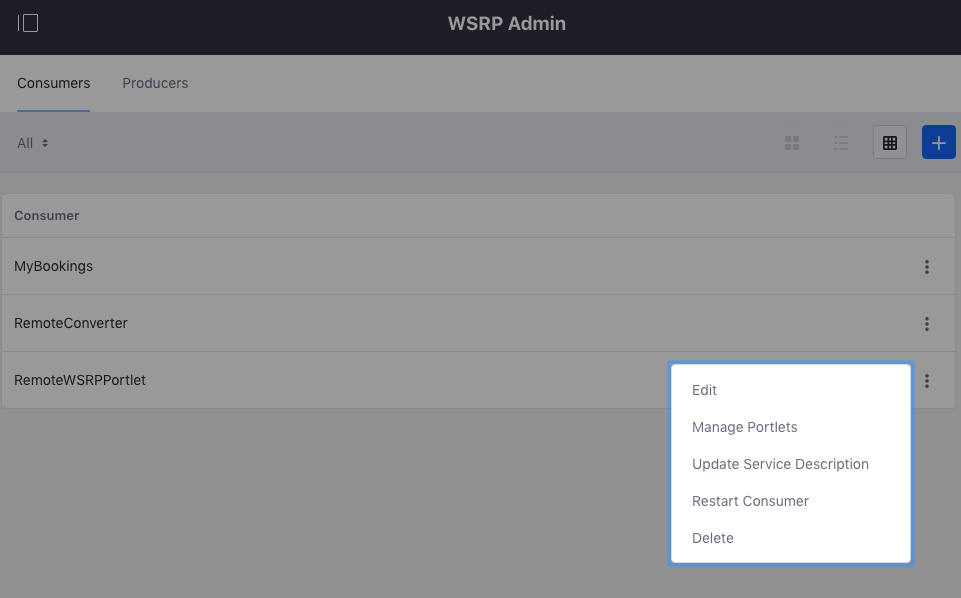 WSRP Admin
Consumers Producers
All
Consumer
MyBookings
RemoteConverter
RemoteWSRPPortlet
Edit
Manage Portlets
Update Service Description
Restart Consumer
Delete